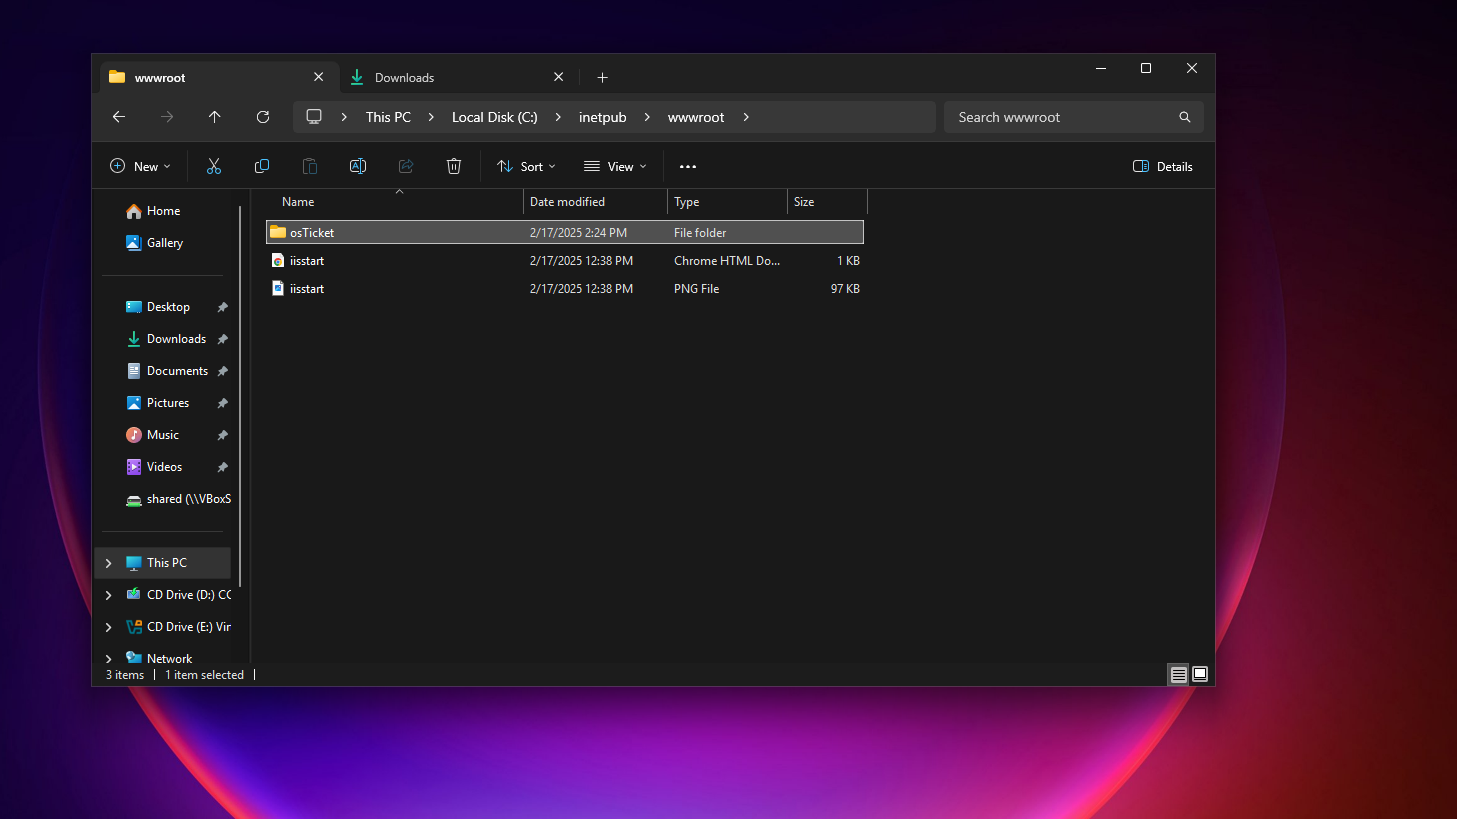 wwwroot
Downloads
This PC
Local Disk (C:)
inetpub
wwwroot
Search wwwroot
New
Sort
View
Details
Home
Gallery
Desktop
Downloads
Documents
Pictures
Music
Videos
shared (\\VBoxS
This PC
CD Drive (D:) CC
CD Drive (E:) Vir
Network
Name Date modified Type Size
osTicket 2/17/2025 2:24 PM File folder
iisstart 2/17/2025 12:38 PM Chrome HTML Do... 1 KB
iisstart 2/17/2025 12:38 PM PNG File 97 KB
3 items 1 item selected